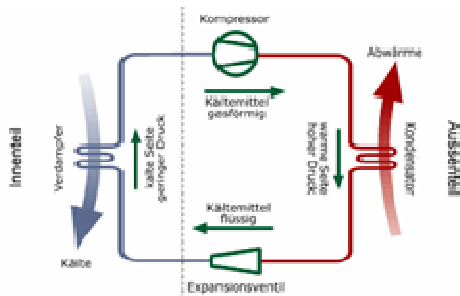 Kompressor
Abwärme
Kältemittel
gasförmig
Innenteil
Verdampfer
kalte Seite
geringer Druck
warme Seite
hoher Druck
Kondensator
Außenteil
Kältemittel
flüssig
Kälte
Expansionsventil